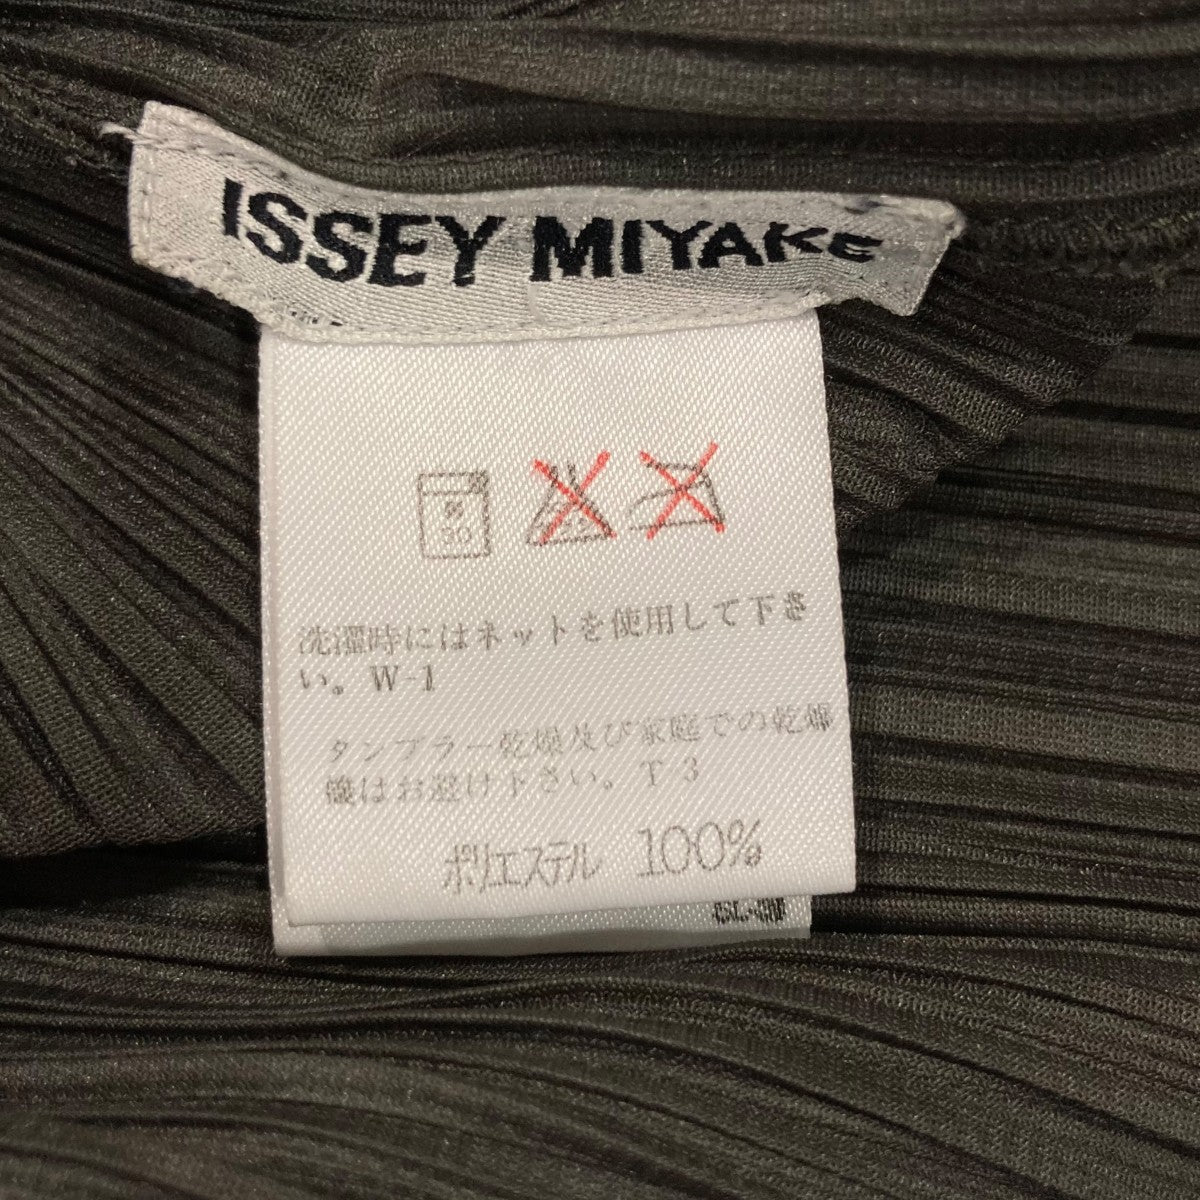 ISSEY MIYAKE
30
洗濯時にはネットを使用して下さ
い。W-1
タンブラー乾燥及び家庭での乾燥
機はお避け下さい。T-3
ポリエステル 100%